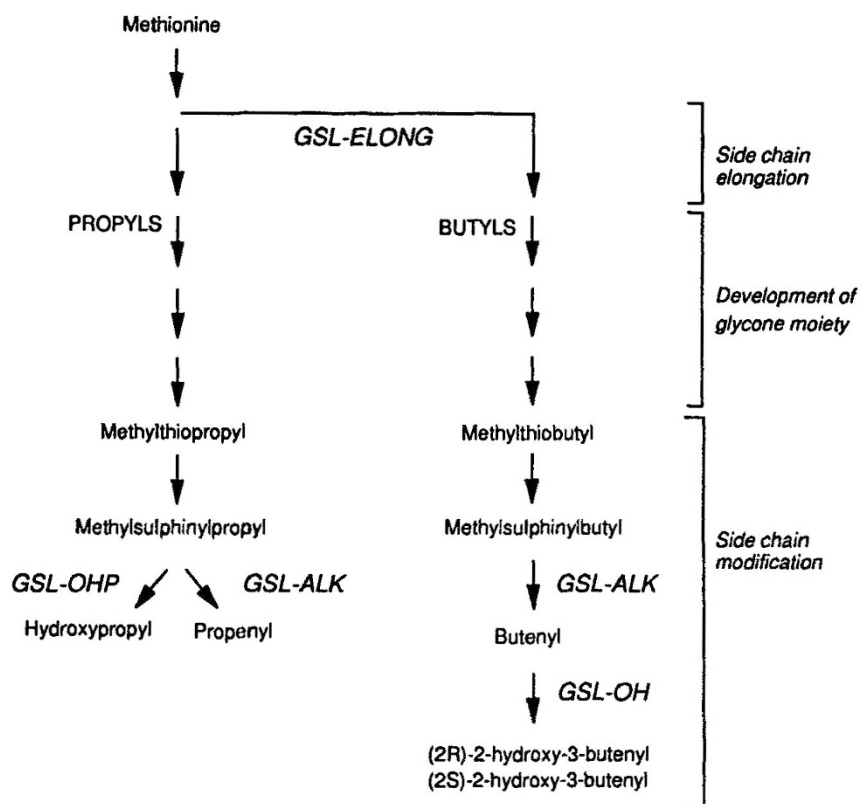 Methionine
GSL-ELONG
Side chain
elongation
PROPYLS
BUTYLS
Development of
glycone moiety
Methylthiopropyl
Methylthiobutyl
Methylsulphinylpropyl
Methylsulphinylbutyl
Side chain
modification
GSL-OHP
GSL-ALK
GSL-ALK
Hydroxypropyl
Propenyl
Butenyl
GSL-OH
(2R)-2-hydroxy-3-butenyl
(2S)-2-hydroxy-3-butenyl